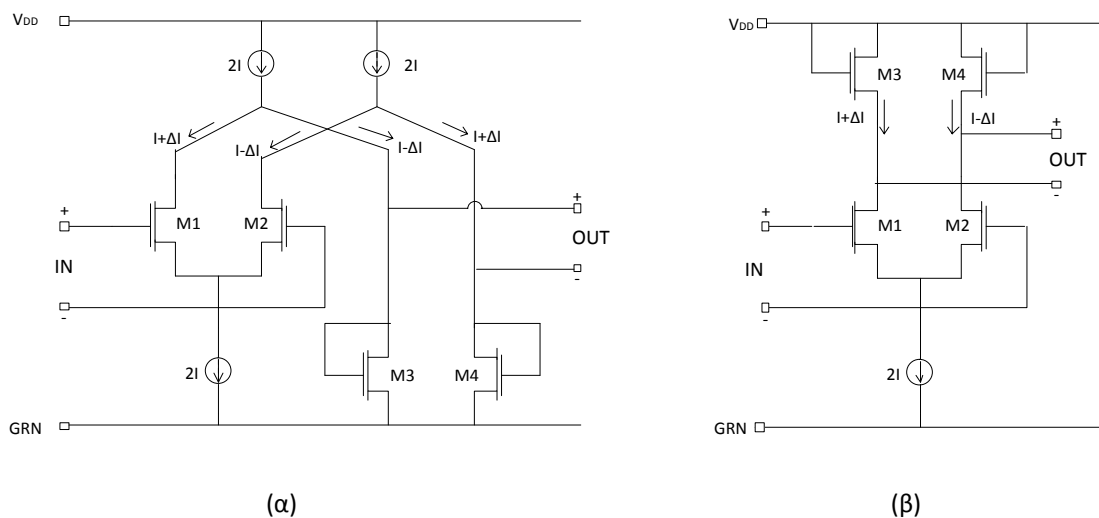 VDD
2I
2I
I+ΔI
I-ΔI
I-ΔI
I+ΔI
+
M1
M2
IN
-
+
OUT
-
2I
M3
M4
GRN
(α)
VDD
M3
M4
I+ΔI
I-ΔI
+
OUT
-
+
M1
M2
IN
-
2I
GRN
(β)